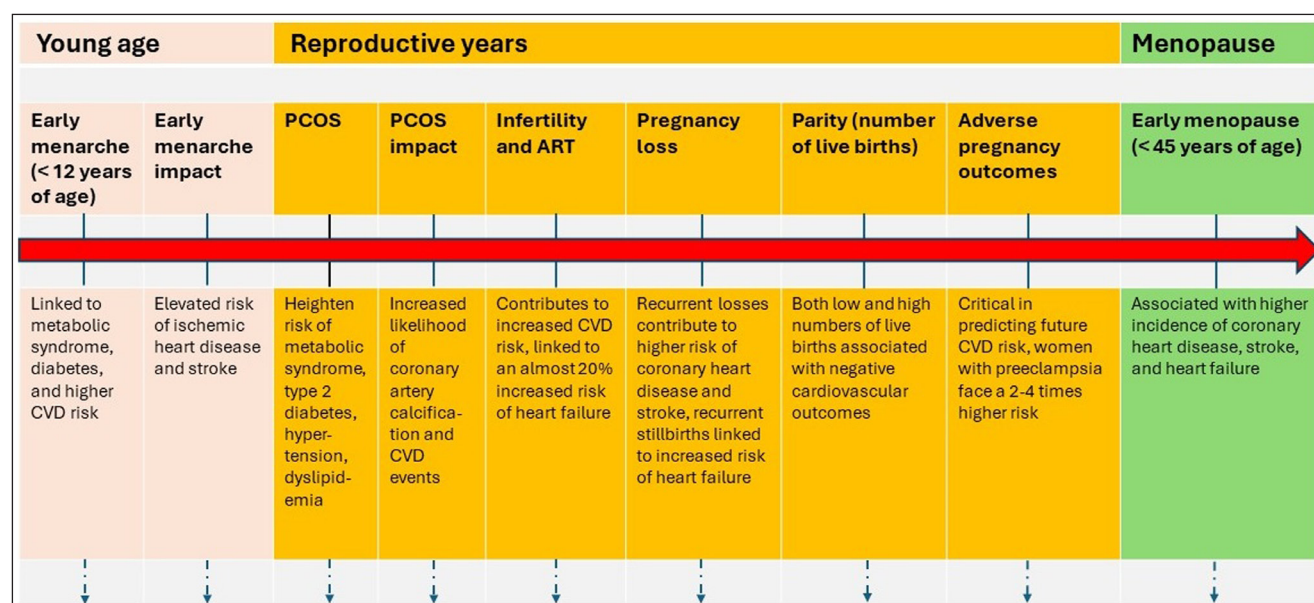 Young age
Reproductive years
Menopause
Early
menarche
(< 12 years
of age)
Early
menarche
impact
PCOS
PCOS
impact
Infertility
and ART
Pregnancy
loss
Parity (number
of live births)
Adverse
pregnancy
outcomes
Early menopause
(< 45 years of age)
Linked to
metabolic
syndrome,
diabetes,
and higher
CVD risk
Elevated risk
of ischemic
heart disease
and stroke
Heighten
risk of
metabolic
syndrome,
type 2
diabetes,
hyper-
tension,
dyslipid-
emia
Increased
likelihood
of
coronary
artery
calcifica-
tion and
CVD
events
Contributes to
increased CVD
risk, linked to
an almost 20%
increased risk
of heart failure
Recurrent losses
contribute to
higher risk of
coronary heart
disease and
stroke, recurrent
stillbirths linked
to increased risk
of heart failure
Both low and high
numbers of live
births associated
with negative
cardiovascular
outcomes
Critical in
predicting future
CVD risk, women
with preeclampsia
face a 2-4 times
higher risk
Associated with higher
incidence of coronary
heart disease, stroke,
and heart failure